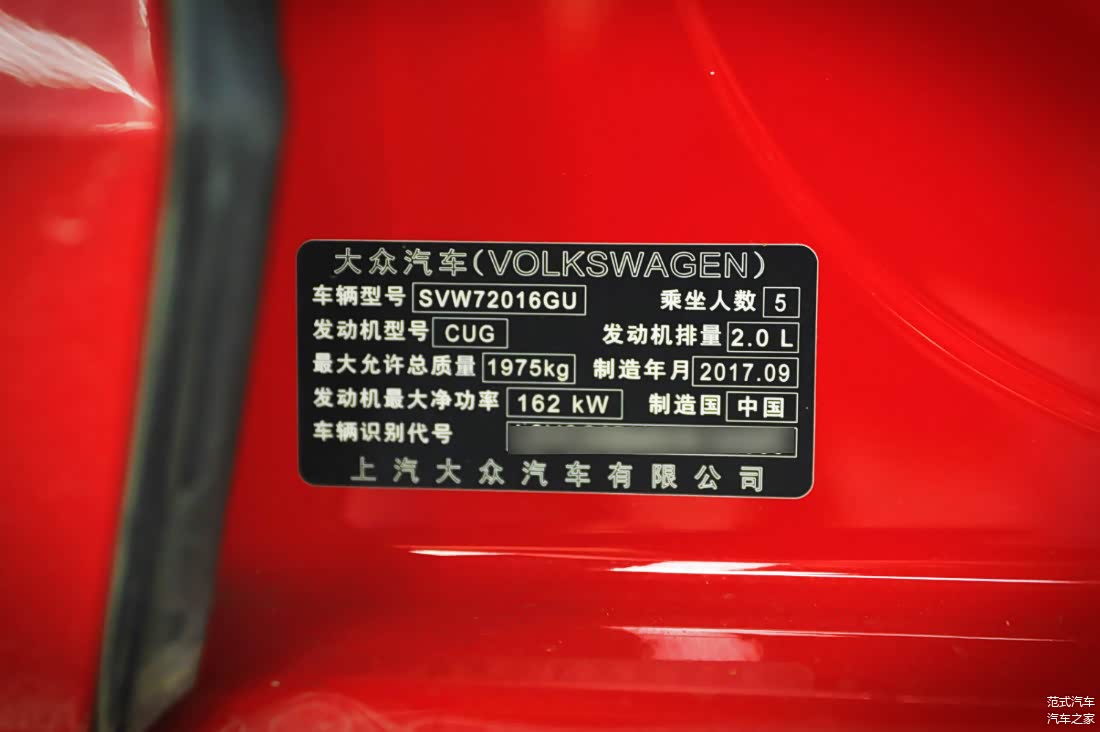 大众汽车(VOLKSWAGEN)
车辆型号 SVW72016GU 乘坐人数 5
发动机型号 CUG 发动机排量 2.0 L
最大允许总质量 1975kg 制造年月 2017.09
发动机最大净功率 162 kW 制造国 中国
车辆识别代号
上汽大众汽车有限公司
范式汽车
汽车之家